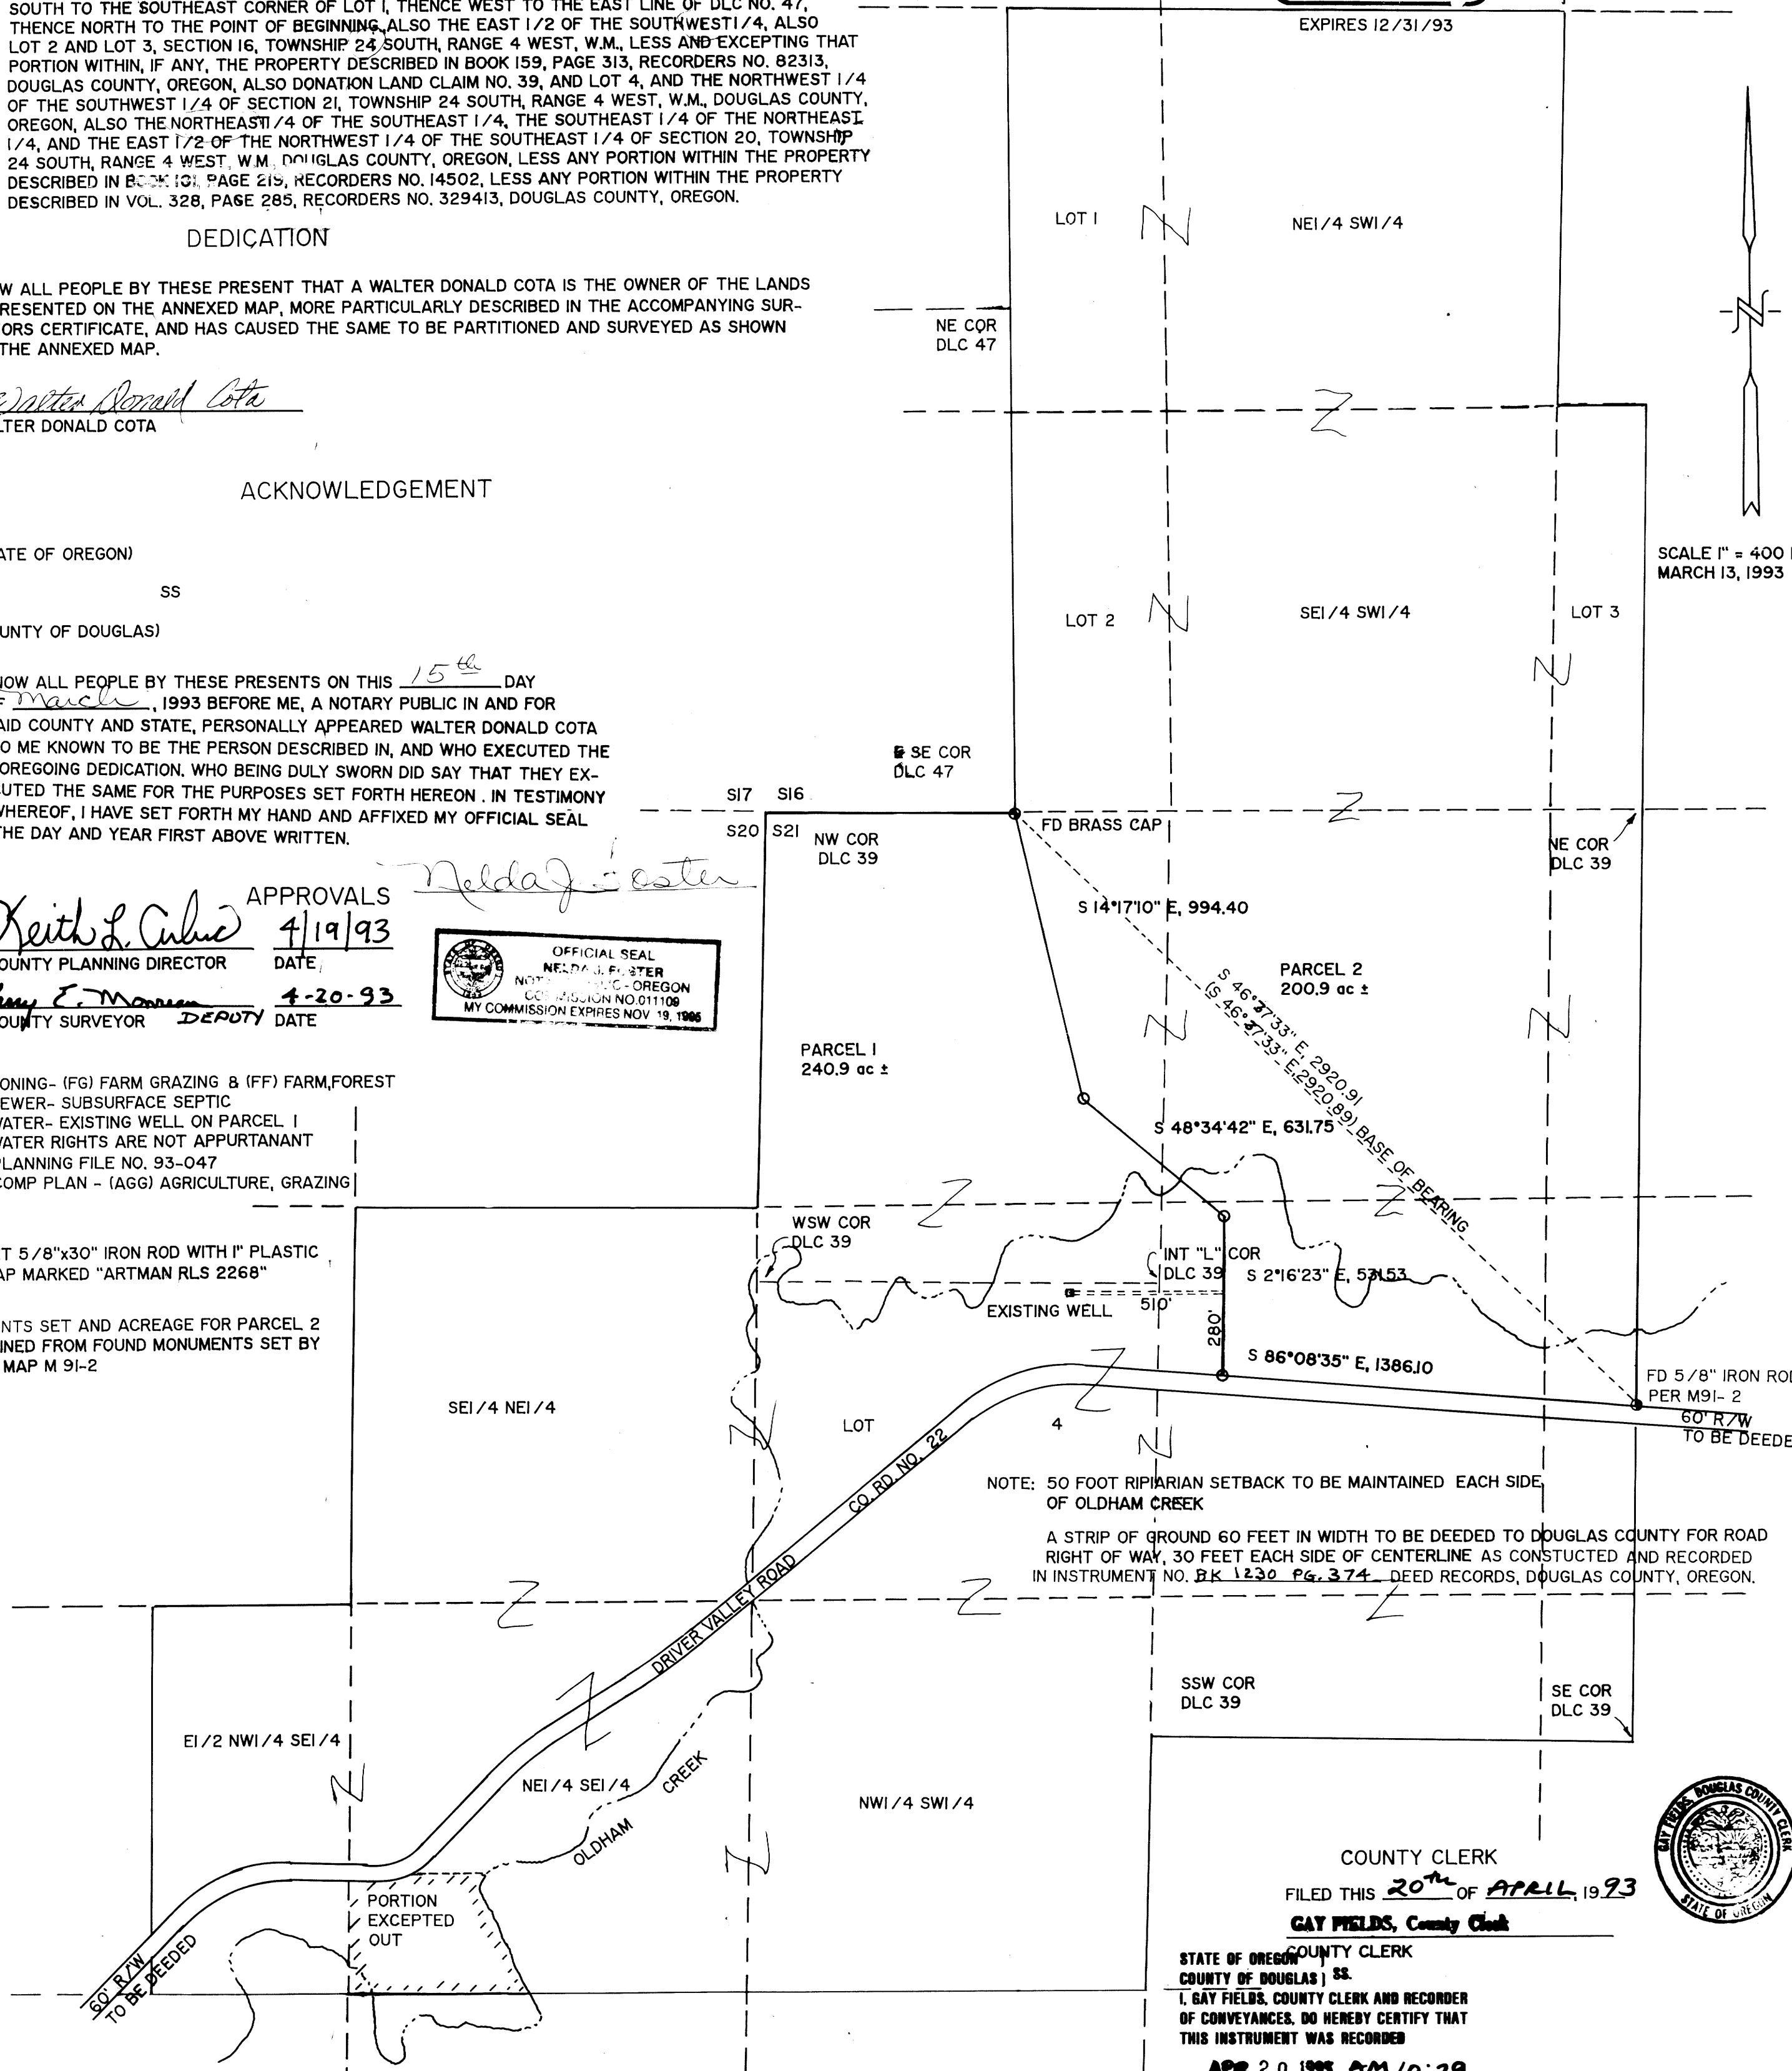 SOUTH TO THE SOUTHEAST CORNER OF LOT 1, THENCE WEST TO THE EAST LINE OF DLC NO. 47,
THENCE NORTH TO THE POINT OF BEGINNING, ALSO THE EAST 1/2 OF THE SOUTHWEST 1/4, ALSO
LOT 2 AND LOT 3, SECTION 16, TOWNSHIP 24 SOUTH, RANGE 4 WEST, W.M., LESS AND EXCEPTING THAT
PORTION WITHIN, IF ANY, THE PROPERTY DESCRIBED IN BOOK 159, PAGE 313, RECORDERS NO. 82313,
DOUGLAS COUNTY, OREGON, ALSO DONATION LAND CLAIM NO. 39, AND LOT 4, AND THE NORTHWEST 1/4
OF THE SOUTHWEST 1/4 OF SECTION 21, TOWNSHIP 24 SOUTH, RANGE 4 WEST, W.M., DOUGLAS COUNTY,
OREGON, ALSO THE NORTHEAST 1/4 OF THE SOUTHEAST 1/4, THE SOUTHEAST 1/4 OF THE NORTHEAST
1/4, AND THE EAST 1/2 OF THE NORTHWEST 1/4 OF THE SOUTHEAST 1/4 OF SECTION 20, TOWNSHIP
24 SOUTH, RANGE 4 WEST, W.M. DOUGLAS COUNTY, OREGON, LESS ANY PORTION WITHIN THE PROPERTY
DESCRIBED IN BOOK 131, PAGE 219, RECORDERS NO. 14502, LESS ANY PORTION WITHIN THE PROPERTY
DESCRIBED IN VOL. 328, PAGE 285, RECORDERS NO. 329413, DOUGLAS COUNTY, OREGON.
DEDICATION
W ALL PEOPLE BY THESE PRESENT THAT A WALTER DONALD COTA IS THE OWNER OF THE LANDS
RESENTED ON THE ANNEXED MAP, MORE PARTICULARLY DESCRIBED IN THE ACCOMPANYING SUR-
ORS CERTIFICATE, AND HAS CAUSED THE SAME TO BE PARTITIONED AND SURVEYED AS SHOWN
THE ANNEXED MAP.
Walter Donald Cota
LTER DONALD COTA
ACKNOWLEDGEMENT
ATE OF OREGON)
SS
UNTY OF DOUGLAS)
NOW ALL PEOPLE BY THESE PRESENTS ON THIS 15th DAY
F March, 1993 BEFORE ME, A NOTARY PUBLIC IN AND FOR
AID COUNTY AND STATE, PERSONALLY APPEARED WALTER DONALD COTA
O ME KNOWN TO BE THE PERSON DESCRIBED IN, AND WHO EXECUTED THE
OREGOING DEDICATION, WHO BEING DULY SWORN DID SAY THAT THEY EX-
UTED THE SAME FOR THE PURPOSES SET FORTH HEREON. IN TESTIMONY
WHEREOF, I HAVE SET FORTH MY HAND AND AFFIXED MY OFFICIAL SEAL
THE DAY AND YEAR FIRST ABOVE WRITTEN.
Nelda J. Foster
APPROVALS
Keith L. Cubic 4/19/93
OUNTY PLANNING DIRECTOR DATE
E. 4-20-93
OUNTY SURVEYOR DEPUTY DATE
OFFICIAL SEAL
NELDA J. FOSTER
NOTARY PUBLIC - OREGON
COMMISSION NO.011109
MY COMMISSION EXPIRES NOV 19, 1995
ONING- (FG) FARM GRAZING & (FF) FARM,FOREST
EWER- SUBSURFACE SEPTIC
WATER- EXISTING WELL ON PARCEL 1
WATER RIGHTS ARE NOT APPURTANANT
PLANNING FILE NO. 93-047
COMP PLAN - (AGG) AGRICULTURE, GRAZING
T 5/8"x30" IRON ROD WITH 1" PLASTIC
AP MARKED "ARTMAN RLS 2268"
NTS SET AND ACREAGE FOR PARCEL 2
INED FROM FOUND MONUMENTS SET BY
MAP M 91-2
EXPIRES 12/31/93
LOT 1
NE1/4 SW1/4
NE COR
DLC 47
N
SCALE 1" = 400
MARCH 13, 1993
LOT 2
SE1/4 SW1/4
LOT 3
SE COR
DLC 47
S17 S16
S20 S21
NW COR
DLC 39
FD BRASS CAP
NE COR
DLC 39
S 14°17'10" E, 994.40
PARCEL 2
200.9 ac ±
S 46°37'33" E, 2920.91
(S 46°37'33" E, 2920.89) BASE OF BEARING
PARCEL 1
240.9 ac ±
S 48°34'42" E, 631.75
WSW COR
DLC 39
INT "L" COR
DLC 39
S 2°16'23" E, 531.53
EXISTING WELL
510'
280'
S 86°08'35" E, 1386.10
FD 5/8" IRON ROD
PER M91-2
60' R/W
TO BE DEEDE
SE1/4 NE1/4
LOT 4
CO. RD. NO. 22
DRIVER VALLEY ROAD
NOTE: 50 FOOT RIPIARIAN SETBACK TO BE MAINTAINED EACH SIDE
OF OLDHAM CREEK
A STRIP OF GROUND 60 FEET IN WIDTH TO BE DEEDED TO DOUGLAS COUNTY FOR ROAD
RIGHT OF WAY, 30 FEET EACH SIDE OF CENTERLINE AS CONSTUCTED AND RECORDED
IN INSTRUMENT NO. BK 1230 PG. 374 DEED RECORDS, DOUGLAS COUNTY, OREGON.
SSW COR
DLC 39
SE COR
DLC 39
E1/2 NW1/4 SE1/4
NE1/4 SE1/4
OLDHAM CREEK
NW1/4 SW1/4
PORTION
EXCEPTED
OUT
60' R/W
TO BE DEEDED
COUNTY CLERK
FILED THIS 20th OF APRIL, 1993
GAY FIELDS, County Clerk
COUNTY CLERK
STATE OF OREGON )
COUNTY OF DOUGLAS ) SS.
I, GAY FIELDS, COUNTY CLERK AND RECORDER
OF CONVEYANCES, DO HEREBY CERTIFY THAT
THIS INSTRUMENT WAS RECORDED
APR 20 1993 AM 10:29
GAY FIELDS, DOUGLAS COUNTY CLERK
STATE OF OREGON